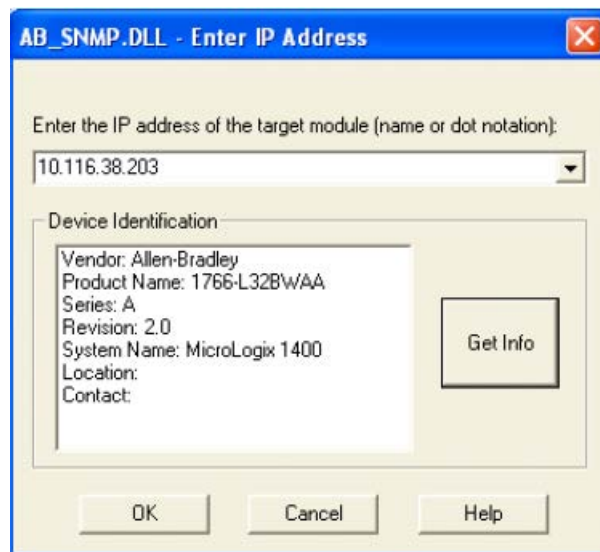 AB_SNMP.DLL - Enter IP Address
Enter the IP address of the target module (name or dot notation):
10.116.38.203
Device Identification
Vendor: Allen-Bradley
Product Name: 1766-L32BWAA
Series: A
Revision: 2.0
System Name: MicroLogix 1400
Location:
Contact:
Get Info
OK
Cancel
Help